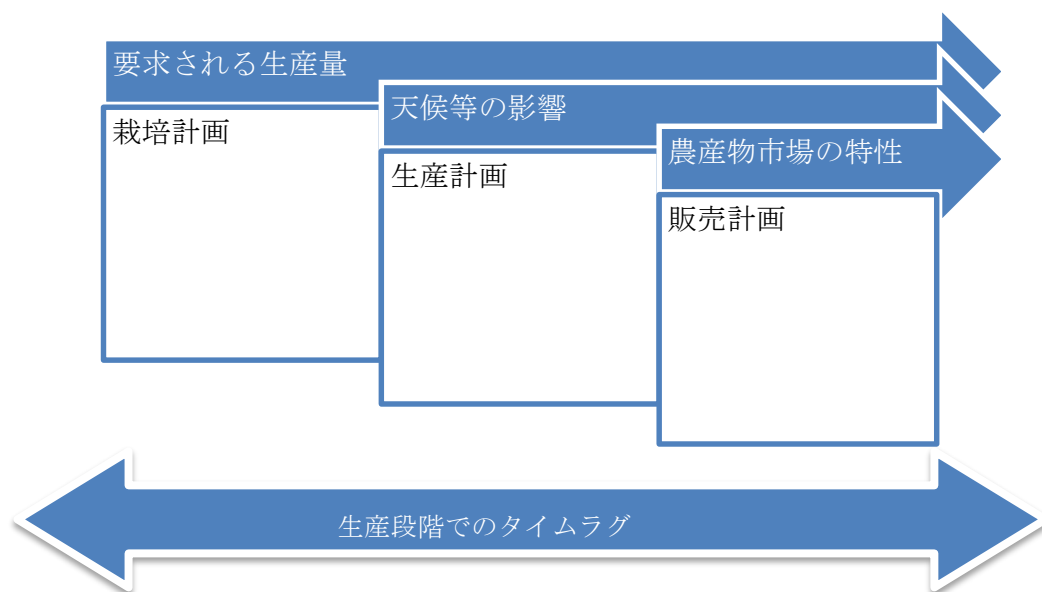 要求される生産量
栽培計画
天候等の影響
生産計画
農産物市場の特性
販売計画
生産段階でのタイムラグ